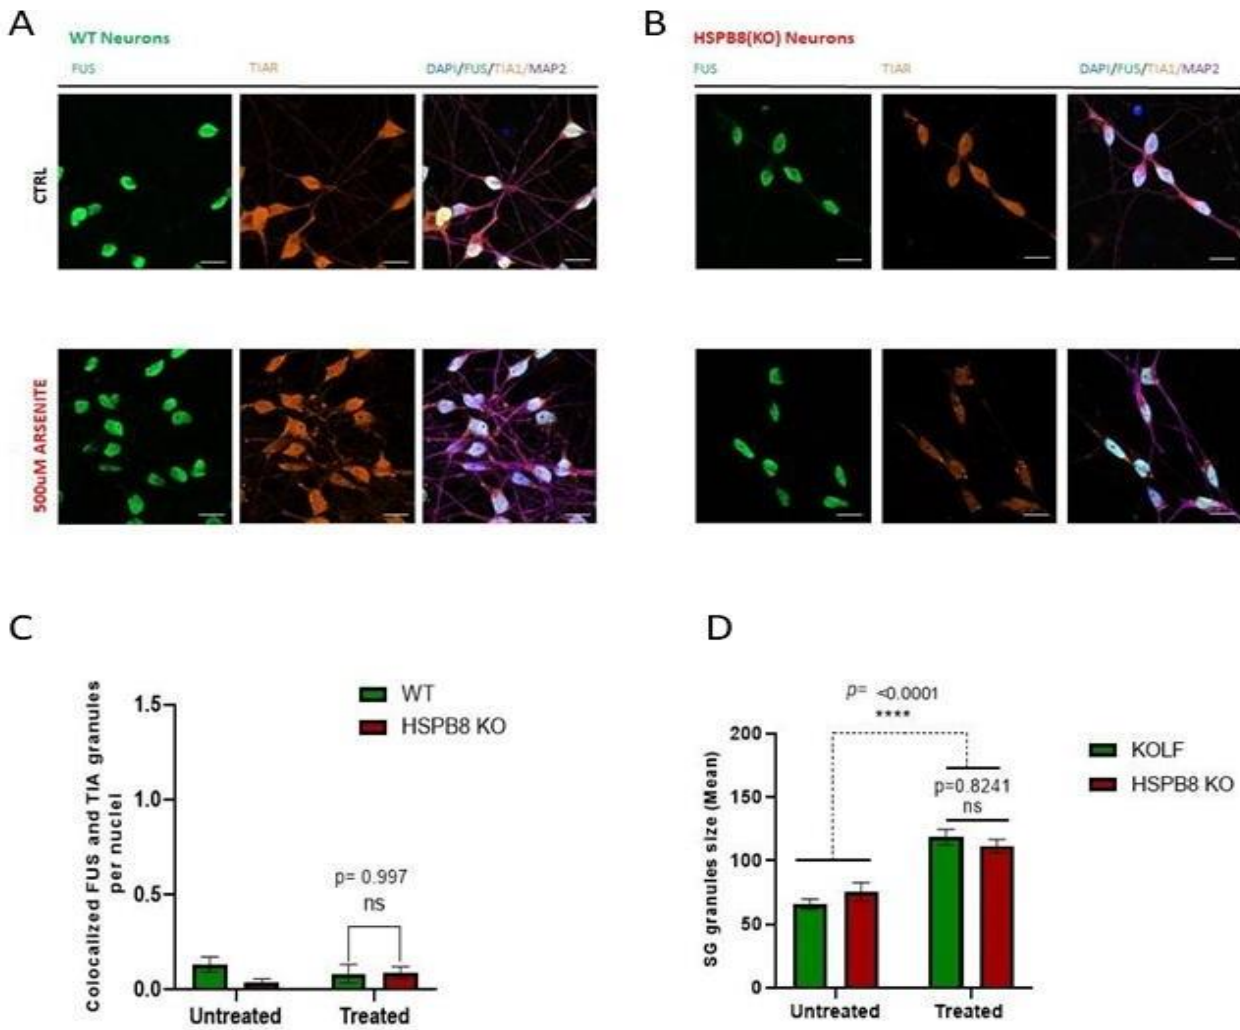 A
WT Neurons
FUS TIAR DAPI/FUS/TIA1/MAP2
CTRL
500uM ARSENITE
B
HSPB8(KO) Neurons
FUS TIAR DAPI/FUS/TIA1/MAP2
C
Colocalized FUS and TIA granules
per nuclei
1.5
1.0
0.5
0.0
WT
HSPB8 KO
p= 0.997
ns
Untreated Treated
D
SG granules size (Mean)
200
150
100
50
0
p= <0.0001
****
p=0.8241
ns
KOLF
HSPB8 KO
Untreated Treated